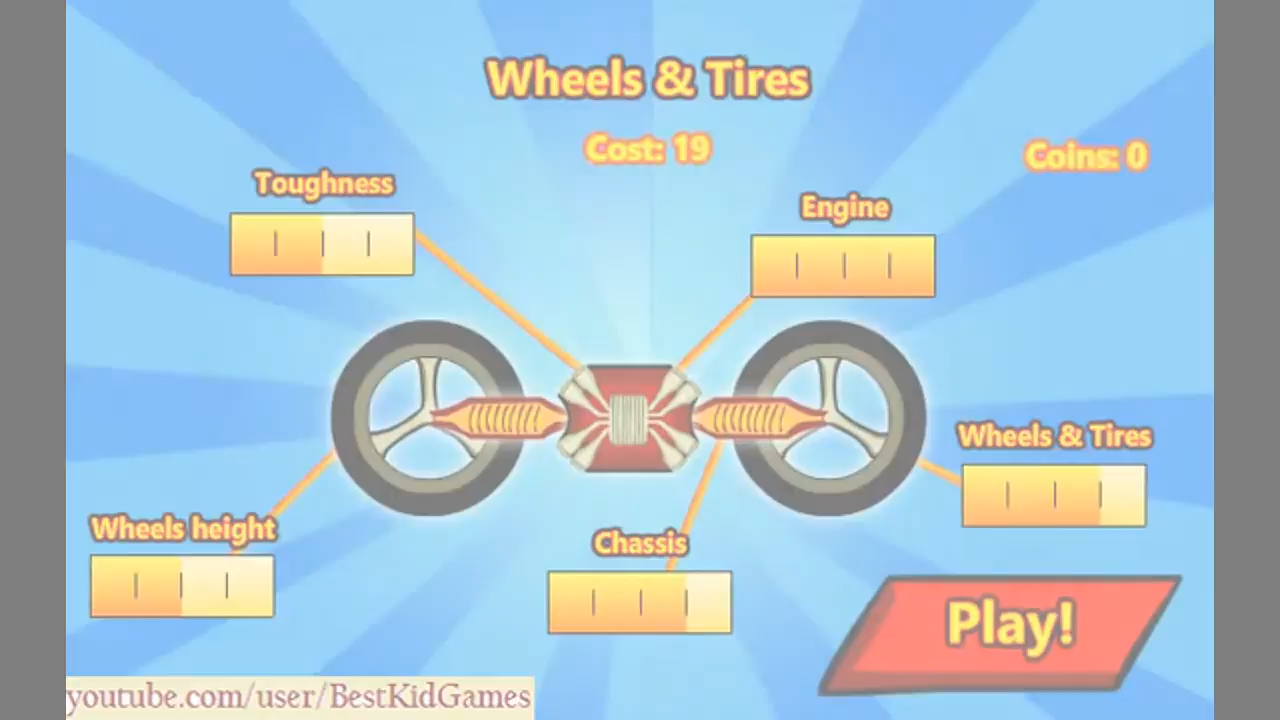 Wheels & Tires
Cost: 19
Coins: 0
Toughness
Engine
Wheels & Tires
Wheels height
Chassis
Play!
youtube.com/user/BestKidGames